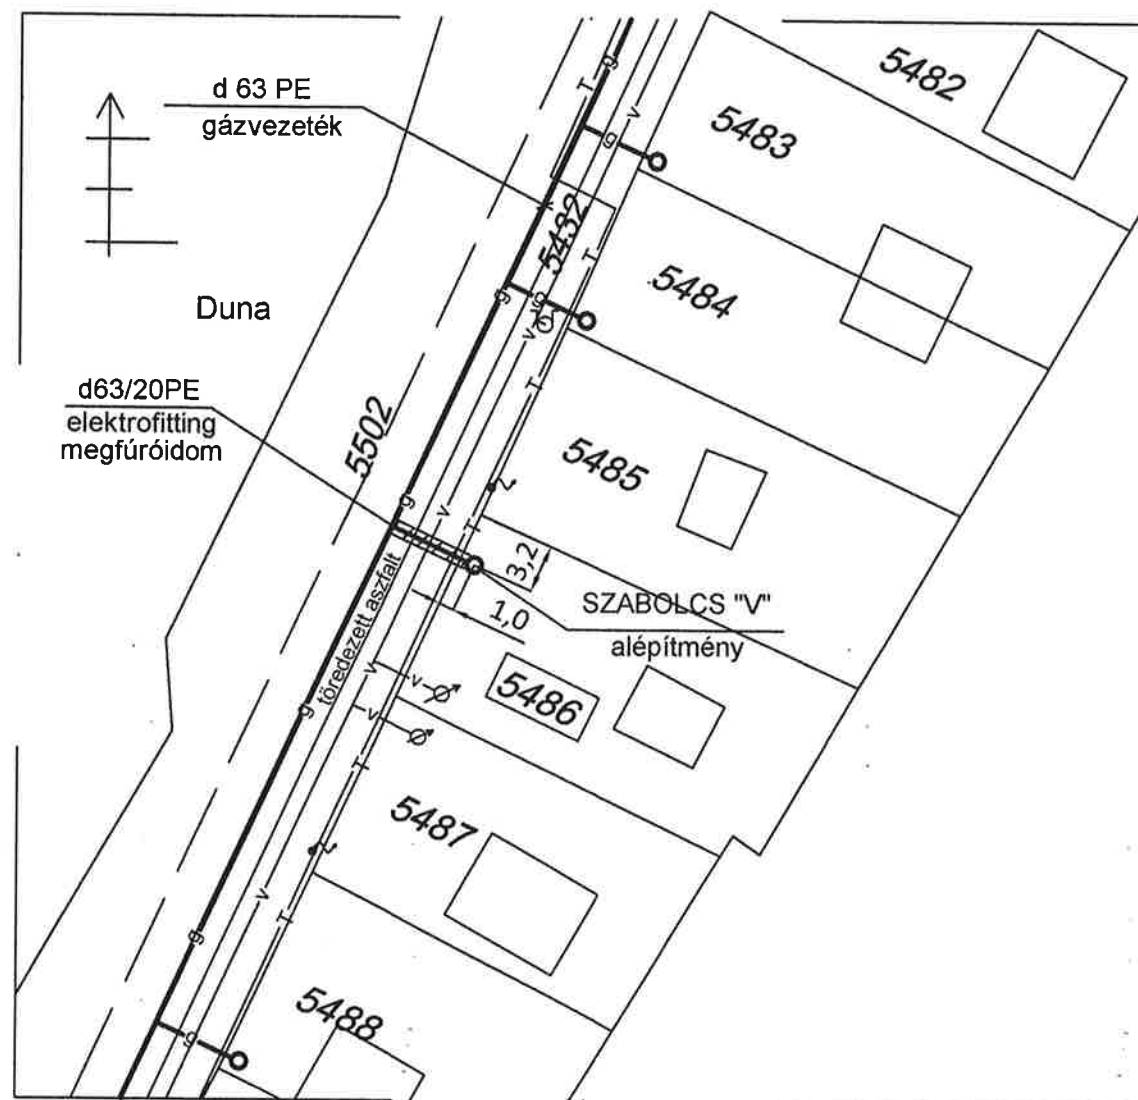 d 63 PE
gázvezeték
Duna
d63/20PE
elektrofitting
megfúróidom
5482
5483
5484
5432
5485
5502
töredezett aszfalt
3,2
1,0
SZABOLCS "V"
alépítmény
5486
5487
5488
g
T
g
v
g
T
g
g
v
T
g
v
T
v
v
v
g
T
v
T
g
g